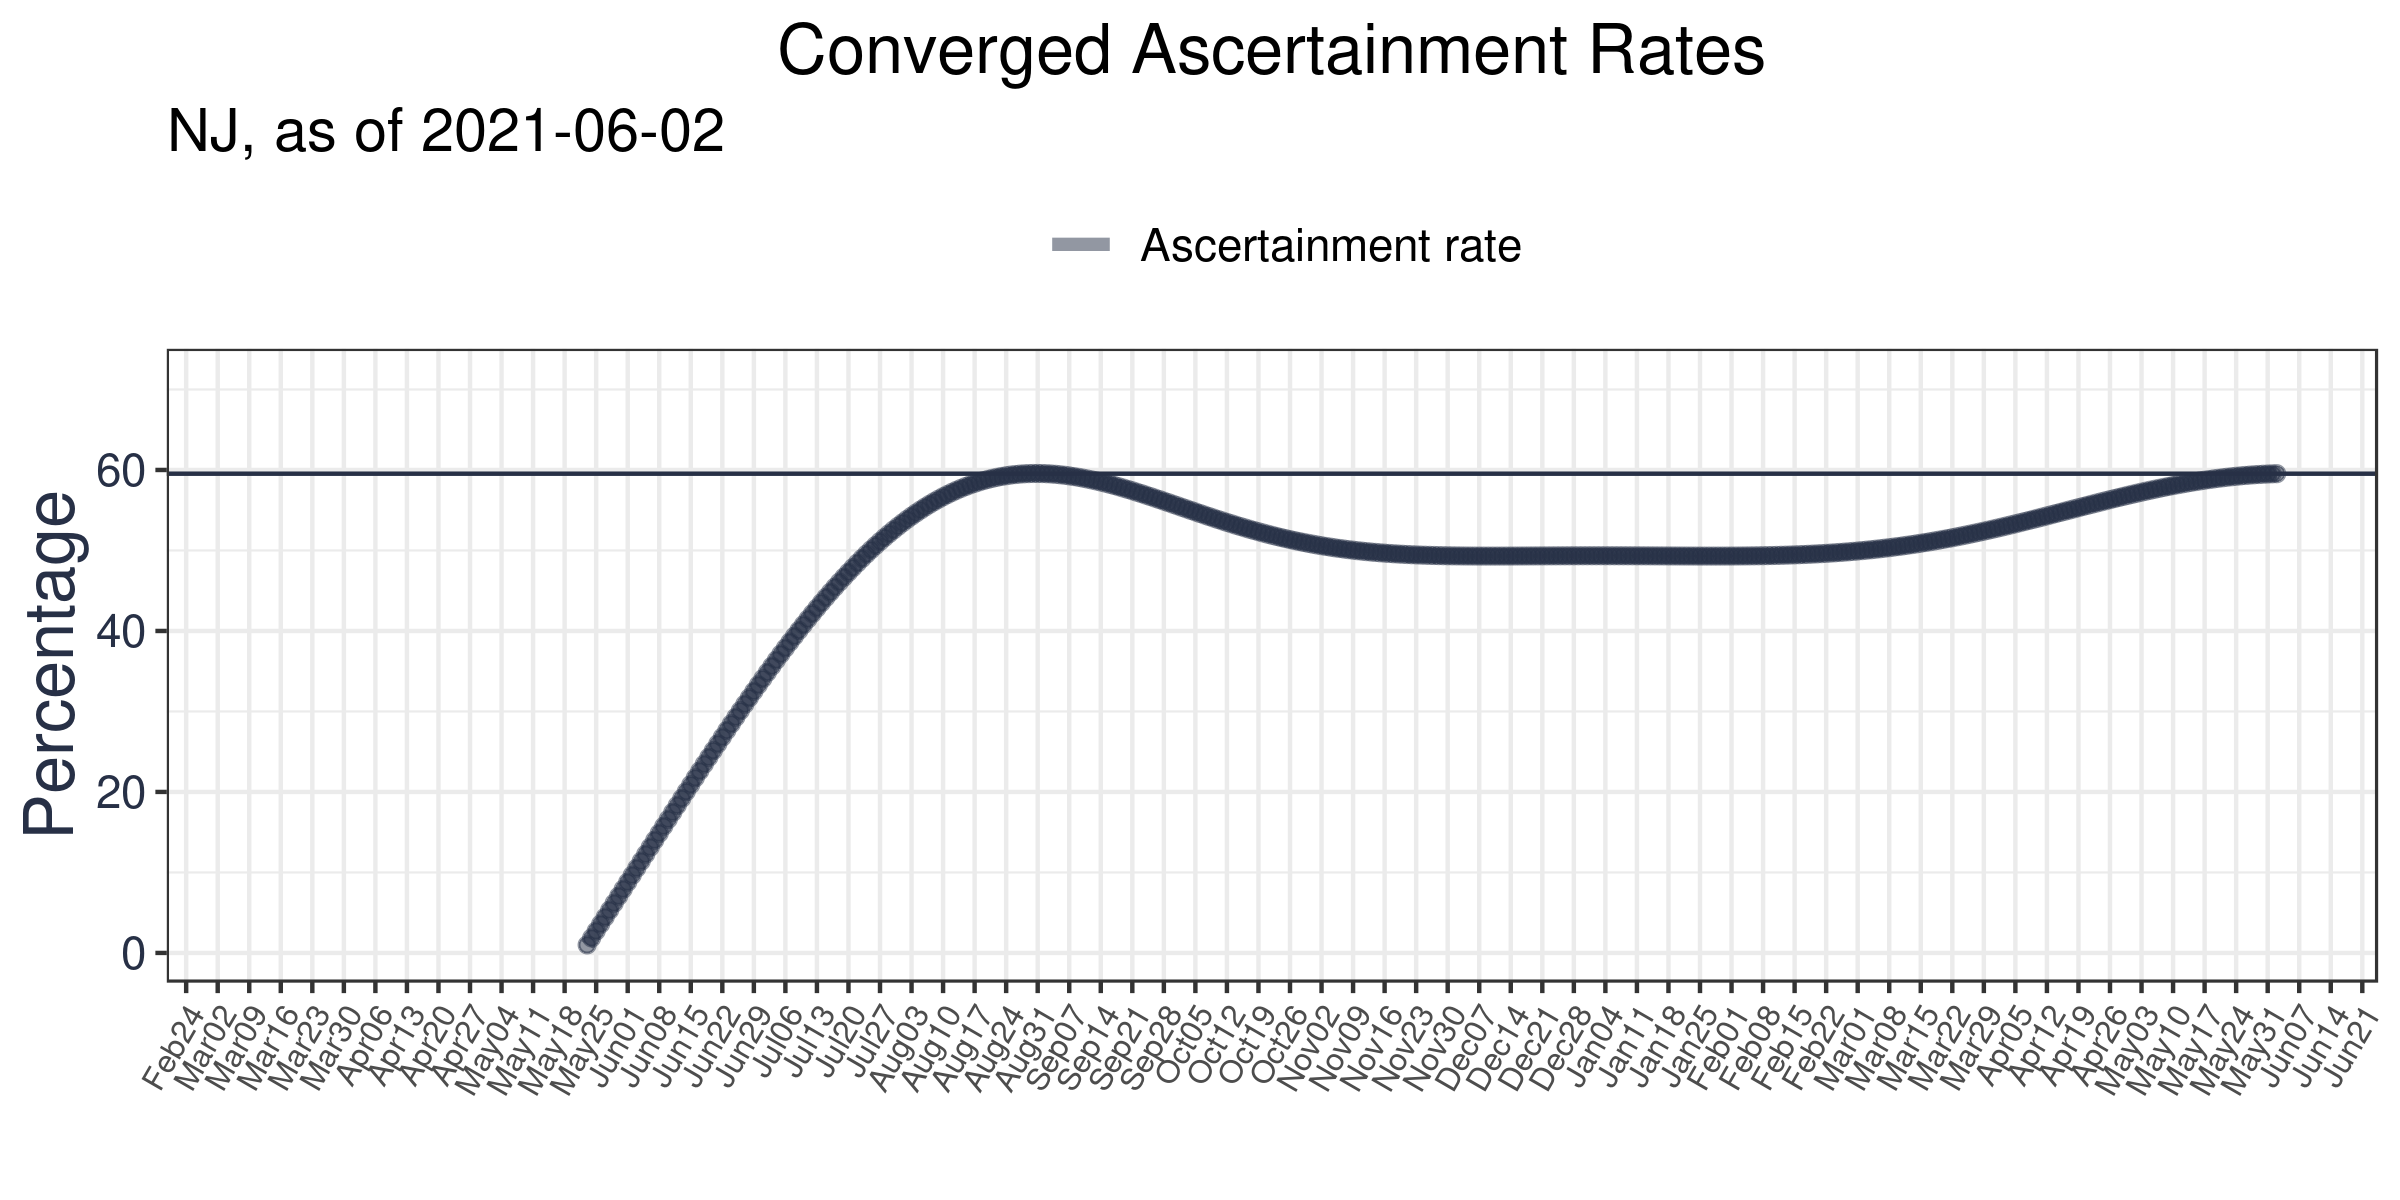 Converged Ascertainment Rates
NJ, as of 2021-06-02
Ascertainment rate
Percentage
60
40
20
0
Feb24 Mar02 Mar09 Mar16 Mar23 Mar30 Apr06 Apr13 Apr20 Apr27 May04 May11 May18 May25 Jun01 Jun08 Jun15 Jun22 Jun29 Jul06 Jul13 Jul20 Jul27 Aug03 Aug10 Aug17 Aug24 Aug31 Sep07 Sep14 Sep21 Sep28 Oct05 Oct12 Oct19 Oct26 Nov02 Nov09 Nov16 Nov23 Nov30 Dec07 Dec14 Dec21 Dec28 Jan04 Jan11 Jan18 Jan25 Feb01 Feb08 Feb15 Feb22 Mar01 Mar08 Mar15 Mar22 Mar29 Apr05 Apr12 Apr19 Apr26 May03 May10 May17 May24 May31 Jun07 Jun14 Jun21